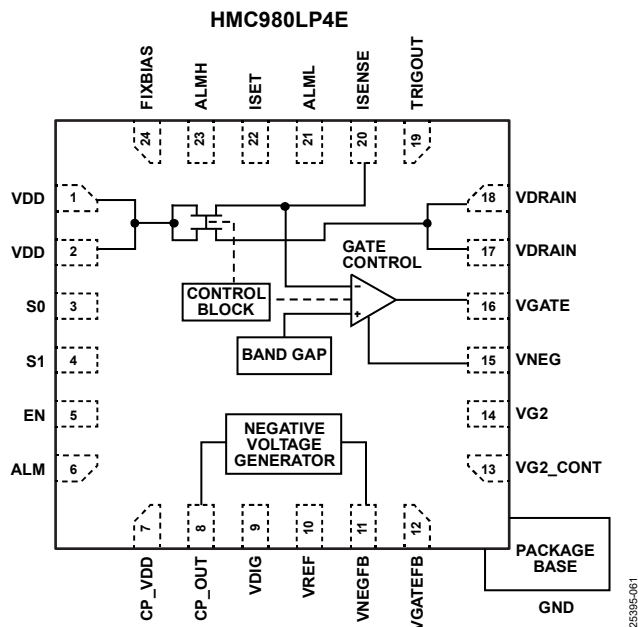 HMC980LP4E
FIXBIAS
ALMH
ISET
ALML
ISENSE
TRIGOUT
24
23
22
21
20
19
VDD
1
VDD
2
S0
3
S1
4
EN
5
ALM
6
18
VDRAIN
17
VDRAIN
16
VGATE
15
VNEG
14
VG2
13
VG2_CONT
GATE
CONTROL
CONTROL
BLOCK
–
+
BAND GAP
NEGATIVE
VOLTAGE
GENERATOR
7
8
9
10
11
12
CP_VDD
CP_OUT
VDIG
VREF
VNEGFB
VGATEFB
PACKAGE
BASE
GND
25395-061